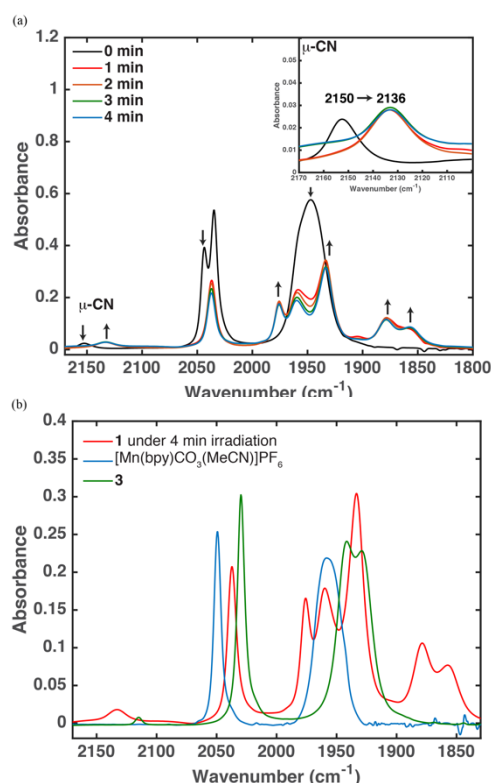 (a)
1.2
1
0.8
0.6
0.4
0.2
0
Absorbance
0 min
1 min
2 min
3 min
4 min
μ-CN
μ-CN
0.05
0.04
0.03
0.02
0.01
0
Absorbance
2150 → 2136
2170 2160 2150 2140 2130 2120 2110
Wavenumber (cm-1)
2150 2100 2050 2000 1950 1900 1850 1800
Wavenumber (cm-1)
(b)
0.4
0.35
0.3
0.25
0.2
0.15
0.1
0.05
0
Absorbance
1 under 4 min irradiation
[Mn(bpy)CO3(MeCN)]PF6
3
2150 2100 2050 2000 1950 1900 1850
Wavenumber (cm-1)